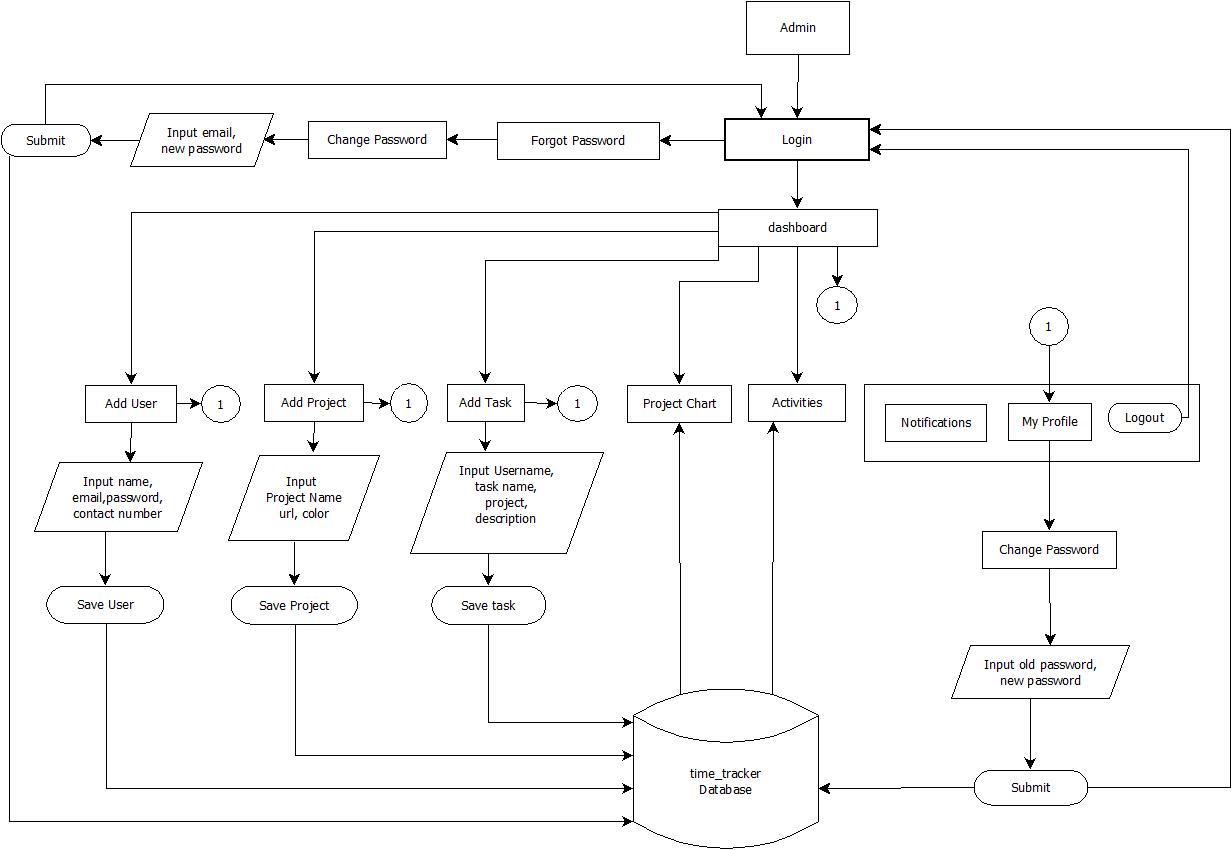 Admin
Submit
Input email,
new password
Change Password
Forgot Password
Login
dashboard
1
1
Add User
1
Add Project
1
Add Task
1
Project Chart
Activities
Notifications
My Profile
Logout
Input name,
email,password,
contact number
Input
Project Name
url, color
Input Username,
task name,
project,
description
Change Password
Save User
Save Project
Save task
Input old password,
new password
time_tracker
Database
Submit